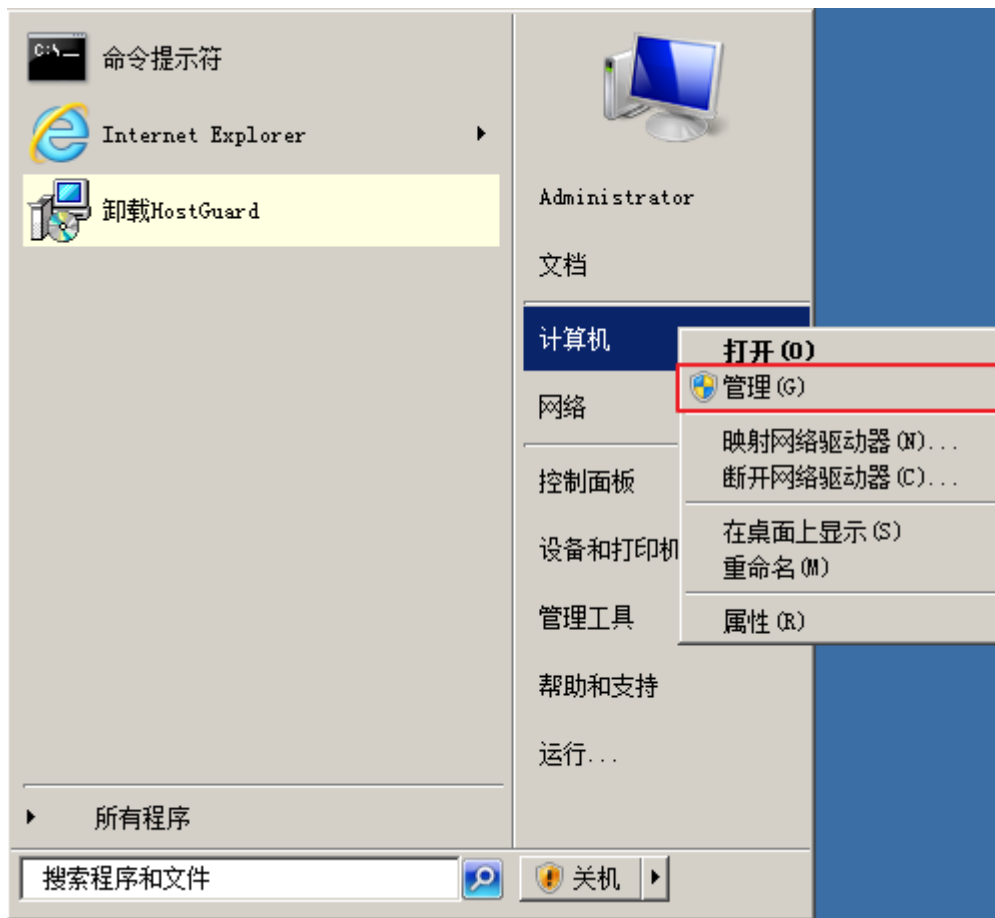 C:\_
命令提示符
Internet Explorer
卸载HostGuard
所有程序
搜索程序和文件
Administrator
文档
计算机
网络
控制面板
设备和打印机
管理工具
帮助和支持
运行...
关机
打开(O)
管理(G)
映射网络驱动器(N)...
断开网络驱动器(C)...
在桌面上显示(S)
重命名(M)
属性(R)